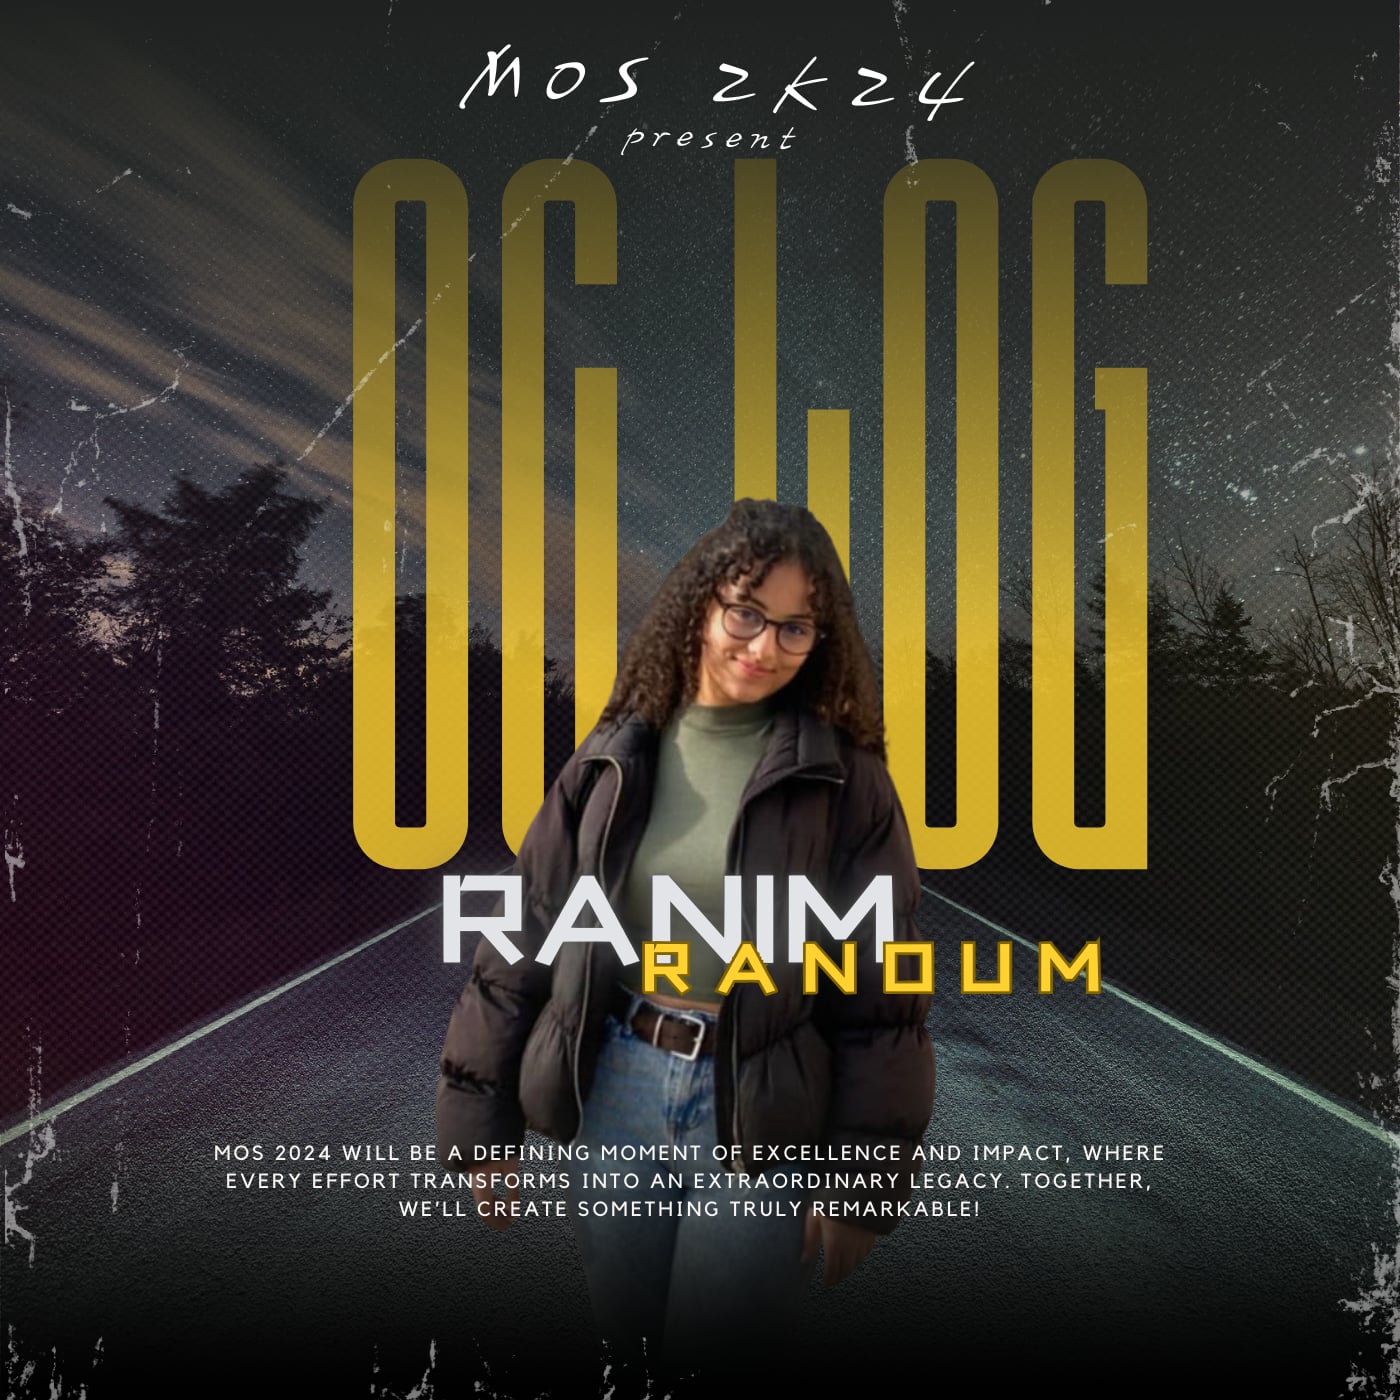 MOS 2K24
present
OC LOG
RANIM
RANOUM
MOS 2024 WILL BE A DEFINING MOMENT OF EXCELLENCE AND IMPACT, WHERE
EVERY EFFORT TRANSFORMS INTO AN EXTRAORDINARY LEGACY. TOGETHER,
WE'LL CREATE SOMETHING TRULY REMARKABLE!